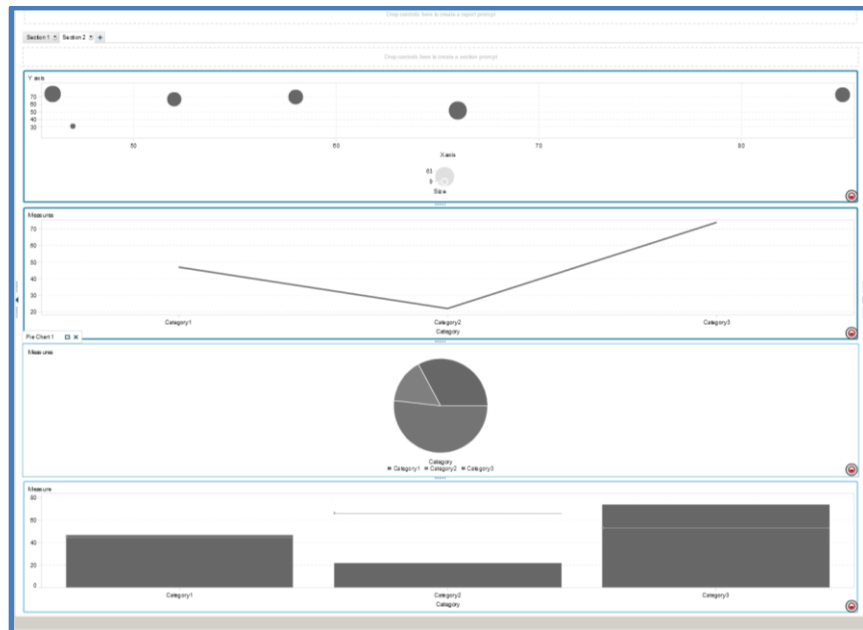 Drop controls here to create a report prompt
Section 1 Section 2 +
Drop controls here to create a section prompt
Y axis
70
60
50
40
30
50 60 70 80
X axis
63
9
Size
Measures
70
60
50
40
30
20
Category1 Category2 Category3
Category
Pie Chart 1
Measures
Category
Category1 Category2 Category3
Measure
80
60
40
20
0
Category1 Category2 Category3
Category